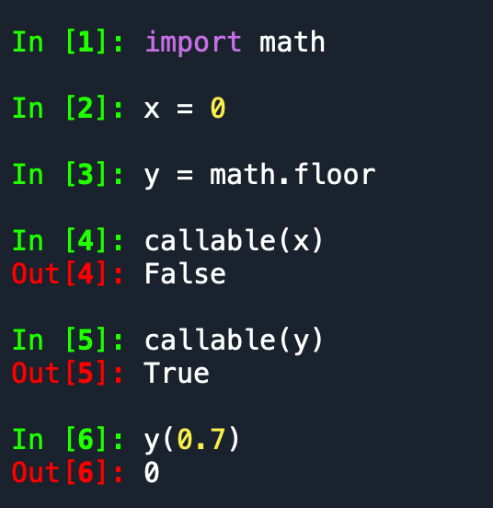 In [1]: import math
In [2]: x = 0
In [3]: y = math.floor
In [4]: callable(x)
Out[4]: False
In [5]: callable(y)
Out[5]: True
In [6]: y(0.7)
Out[6]: 0